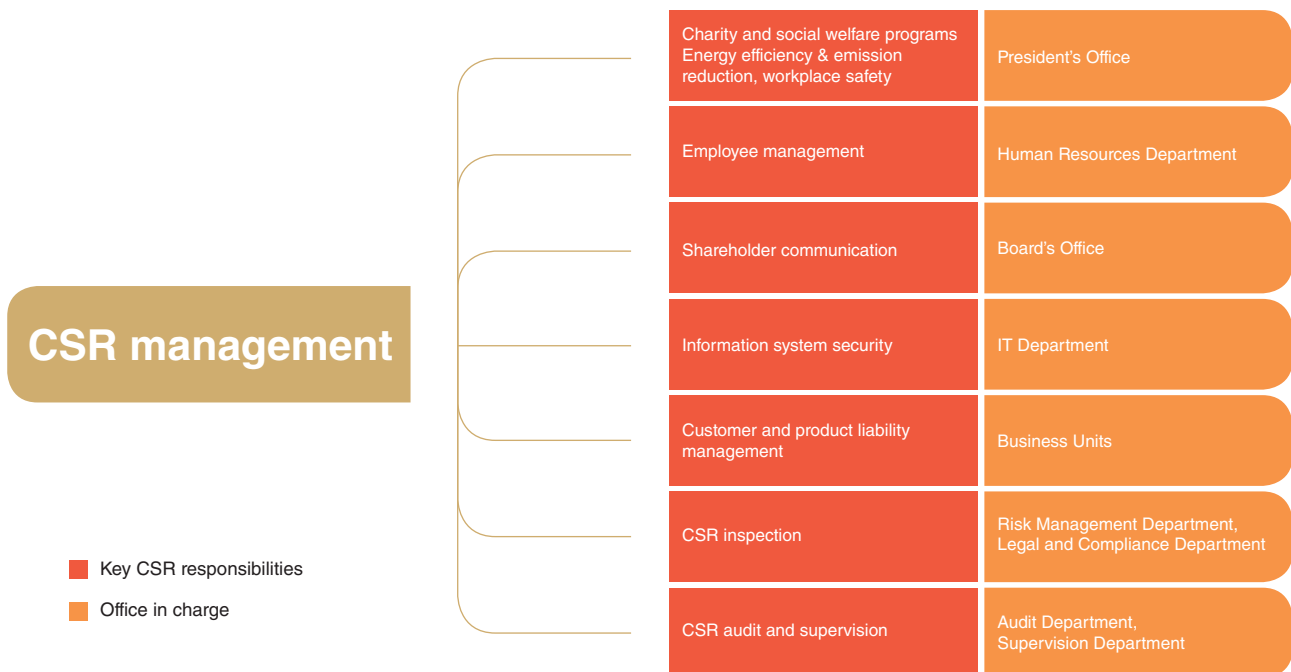 Charity and social welfare programs
Energy efficiency & emission
reduction, workplace safety
President's Office
Employee management
Human Resources Department
Shareholder communication
Board's Office
CSR management
Information system security
IT Department
Customer and product liability
management
Business Units
CSR inspection
Risk Management Department,
Legal and Compliance Department
CSR audit and supervision
Audit Department,
Supervision Department
Key CSR responsibilities
Office in charge